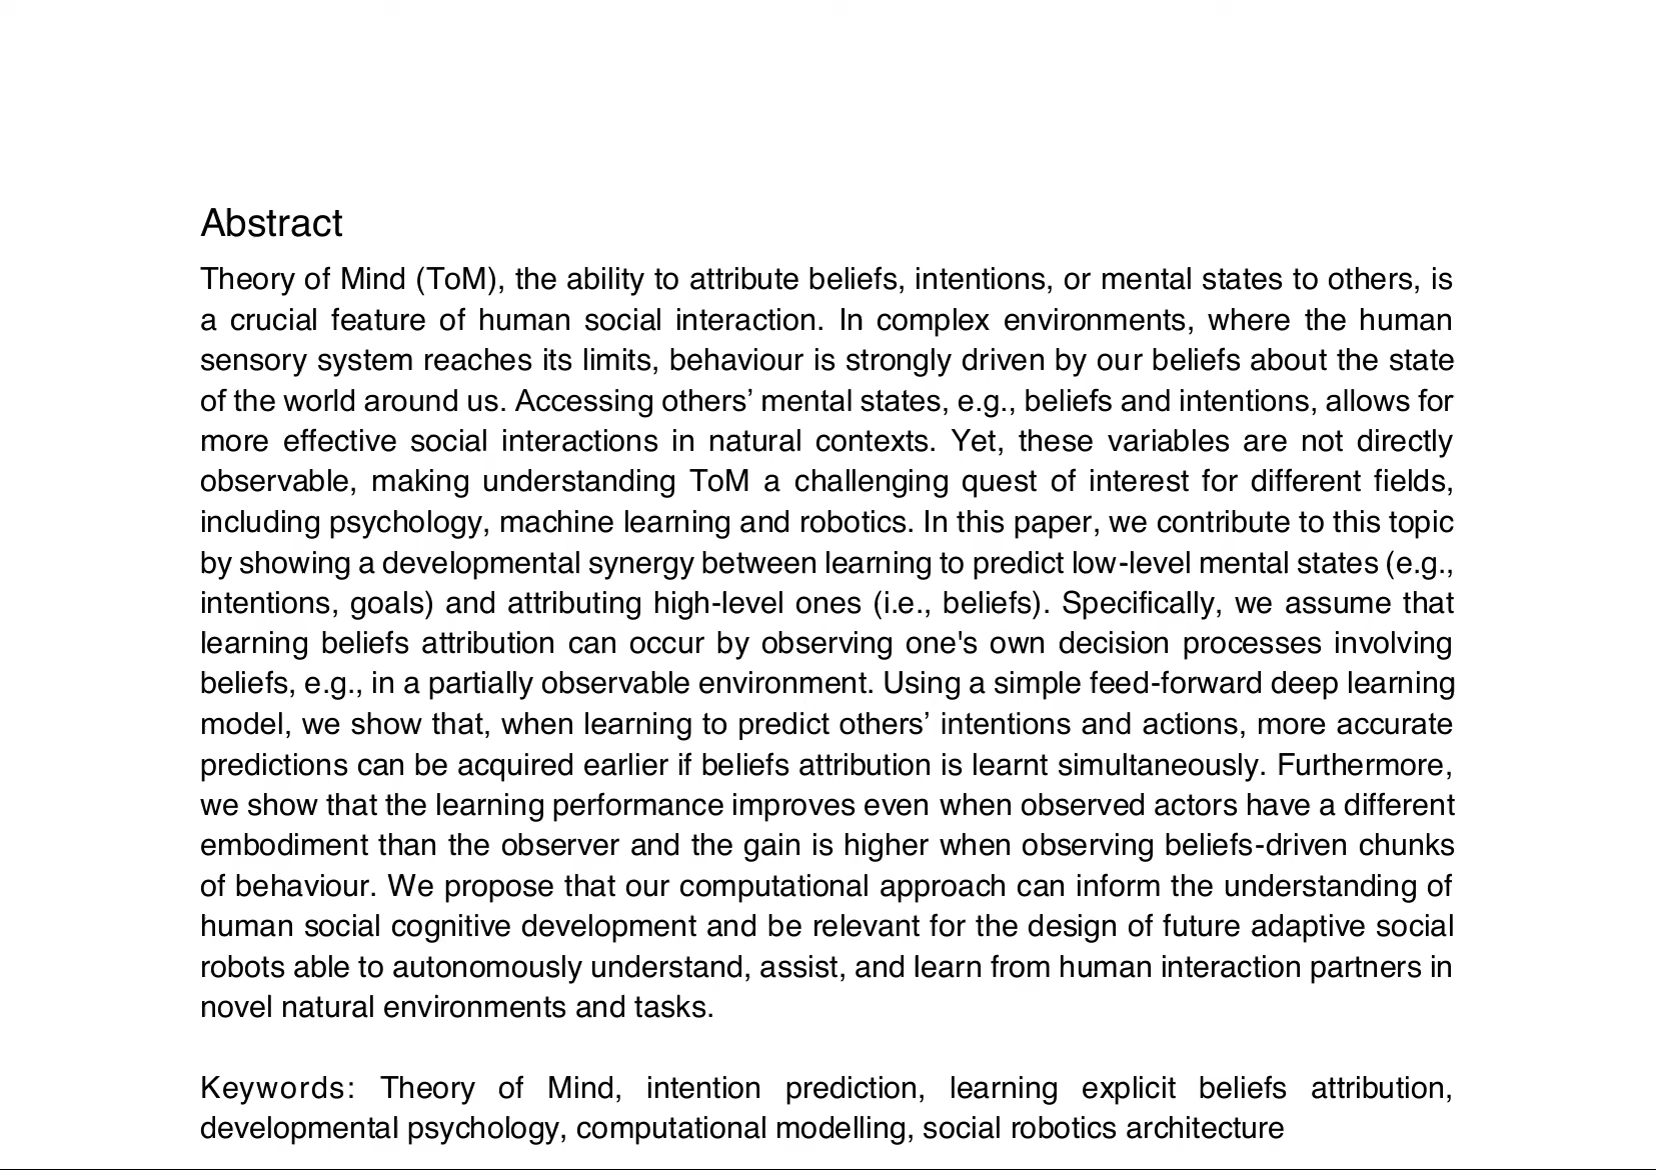 Abstract
Theory of Mind (ToM), the ability to attribute beliefs, intentions, or mental states to others, is
a crucial feature of human social interaction. In complex environments, where the human
sensory system reaches its limits, behaviour is strongly driven by our beliefs about the state
of the world around us. Accessing others’ mental states, e.g., beliefs and intentions, allows for
more effective social interactions in natural contexts. Yet, these variables are not directly
observable, making understanding ToM a challenging quest of interest for different fields,
including psychology, machine learning and robotics. In this paper, we contribute to this topic
by showing a developmental synergy between learning to predict low-level mental states (e.g.,
intentions, goals) and attributing high-level ones (i.e., beliefs). Specifically, we assume that
learning beliefs attribution can occur by observing one's own decision processes involving
beliefs, e.g., in a partially observable environment. Using a simple feed-forward deep learning
model, we show that, when learning to predict others’ intentions and actions, more accurate
predictions can be acquired earlier if beliefs attribution is learnt simultaneously. Furthermore,
we show that the learning performance improves even when observed actors have a different
embodiment than the observer and the gain is higher when observing beliefs-driven chunks
of behaviour. We propose that our computational approach can inform the understanding of
human social cognitive development and be relevant for the design of future adaptive social
robots able to autonomously understand, assist, and learn from human interaction partners in
novel natural environments and tasks.
Keywords: Theory of Mind, intention prediction, learning explicit beliefs attribution,
developmental psychology, computational modelling, social robotics architecture